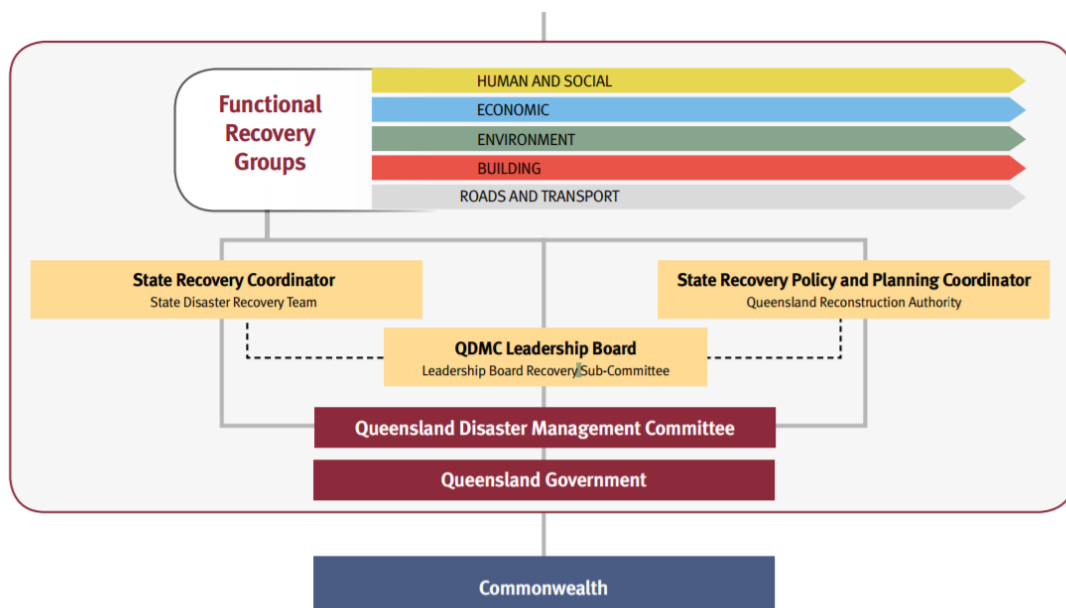 Functional
Recovery
Groups
HUMAN AND SOCIAL
ECONOMIC
ENVIRONMENT
BUILDING
ROADS AND TRANSPORT
State Recovery Coordinator
State Disaster Recovery Team
State Recovery Policy and Planning Coordinator
Queensland Reconstruction Authority
QDMC Leadership Board
Leadership Board Recovery Sub-Committee
Queensland Disaster Management Committee
Queensland Government
Commonwealth